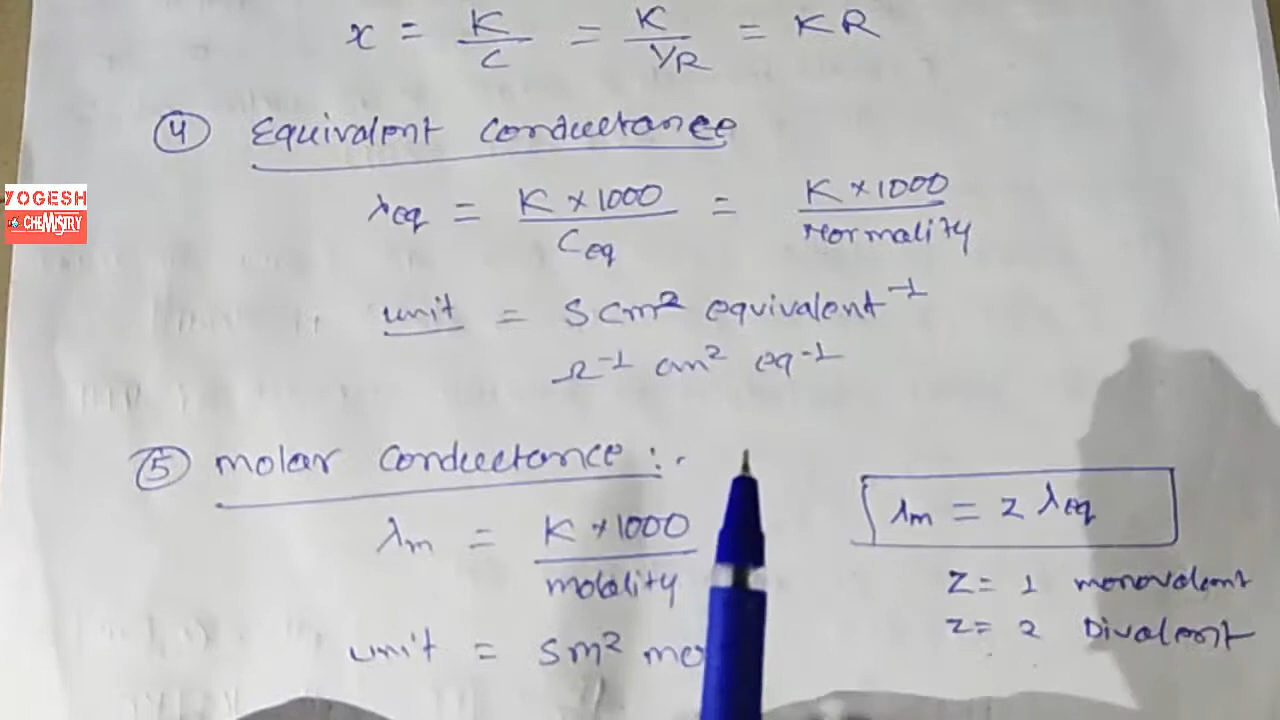 x = K/C = K/1/R = KR
④ Equivalent conductance
YOGESH
CHEMISTRY
λeq = K × 1000/Ceq = K × 1000/Normality
unit = S cm² equivalent⁻¹
Ω⁻¹ cm² eq⁻¹
⑤ molar conductance :-
λm = K × 1000/molality
λm = z λeq
Z = 1 monovalent
Z = 2 Divalent
unit = Sm² mo